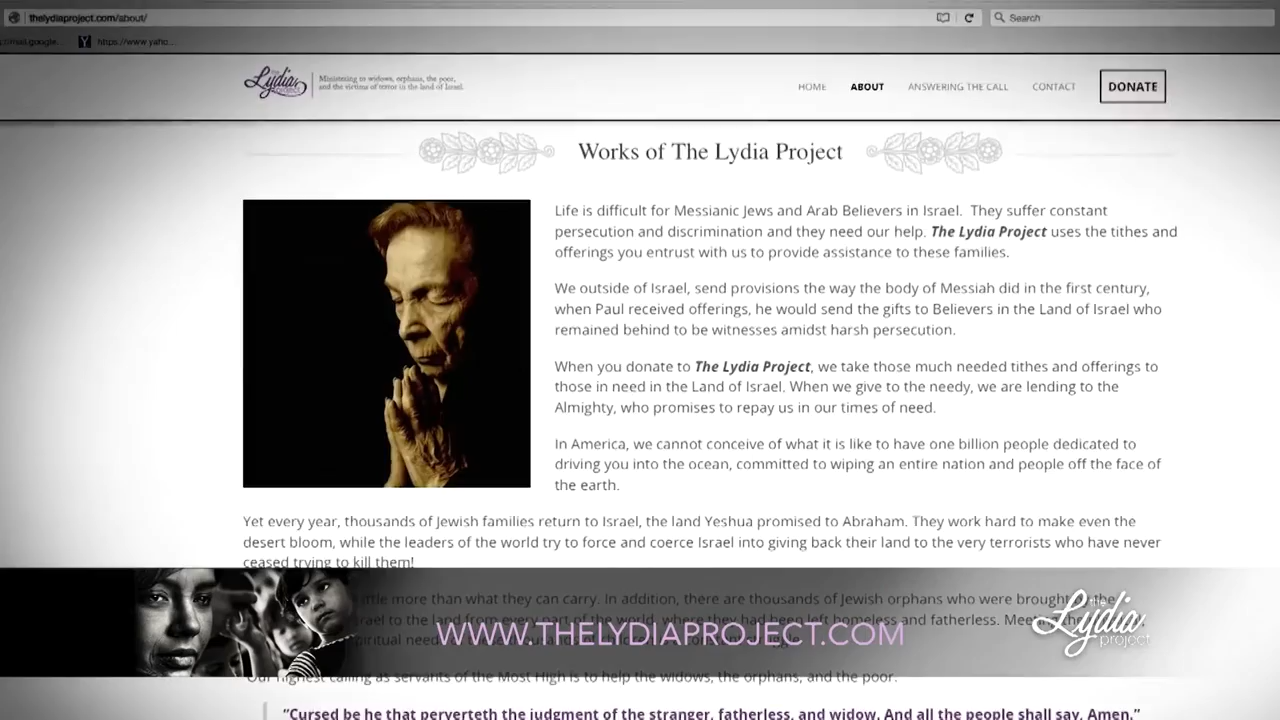 thelydiaproject.com/about/
Search
https://www.yaho...
the Lydia project
Ministering to widows, orphans, the poor,
and the victims of terror in the land of Israel.
HOME ABOUT ANSWERING THE CALL CONTACT DONATE
Works of The Lydia Project
Life is difficult for Messianic Jews and Arab Believers in Israel. They suffer constant
persecution and discrimination and they need our help. The Lydia Project uses the tithes and
offerings you entrust with us to provide assistance to these families.
We outside of Israel, send provisions the way the body of Messiah did in the first century,
when Paul received offerings, he would send the gifts to Believers in the Land of Israel who
remained behind to be witnesses amidst harsh persecution.
When you donate to The Lydia Project, we take those much needed tithes and offerings to
those in need in the Land of Israel. When we give to the needy, we are lending to the
Almighty, who promises to repay us in our times of need.
In America, we cannot conceive of what it is like to have one billion people dedicated to
driving you into the ocean, committed to wiping an entire nation and people off the face of
the earth.
Yet every year, thousands of Jewish families return to Israel, the land Yeshua promised to Abraham. They work hard to make even the
desert bloom, while the leaders of the world try to force and coerce Israel into giving back their land to the very terrorists who have never
ceased trying to kill them!
more than what they can carry. In addition, there are thousands of Jewish orphans who were brought
to the land from every part of the world, where they had been left homeless and fatherless.
WWW.THELYDIAPROJECT.COM
the Lydia project
Our highest calling as servants of the Most High is to help the widows, the orphans, and the poor.
"Cursed be he that perverteth the judgment of the stranger, fatherless, and widow. And all the people shall say, Amen."